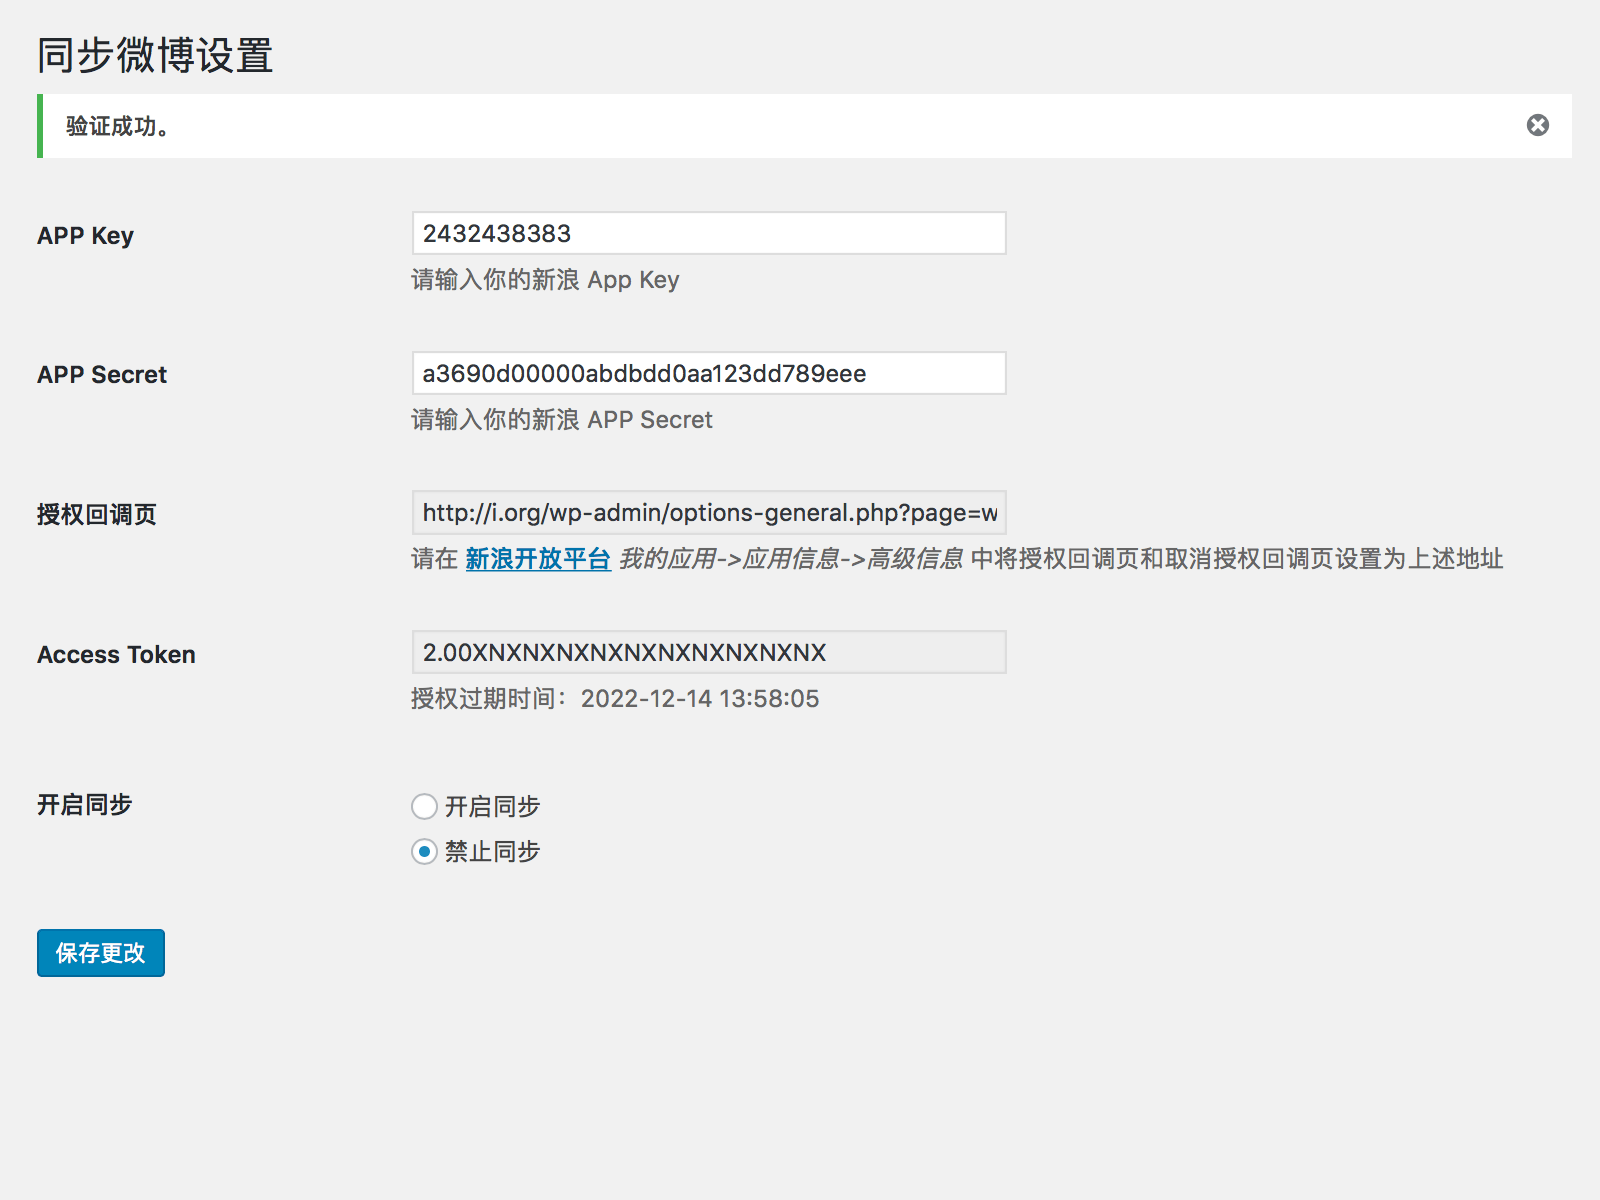 同步微博设置
验证成功。
APP Key
2432438383
请输入你的新浪 App Key
APP Secret
a3690d00000abdbdd0aa123dd789eee
请输入你的新浪 APP Secret
授权回调页
http://i.org/wp-admin/options-general.php?page=w
请在 新浪开放平台 我的应用->应用信息->高级信息 中将授权回调页和取消授权回调页设置为上述地址
Access Token
2.00XNXNXNXNXNXNXNXNXNXNX
授权过期时间：2022-12-14 13:58:05
开启同步
开启同步
禁止同步
保存更改